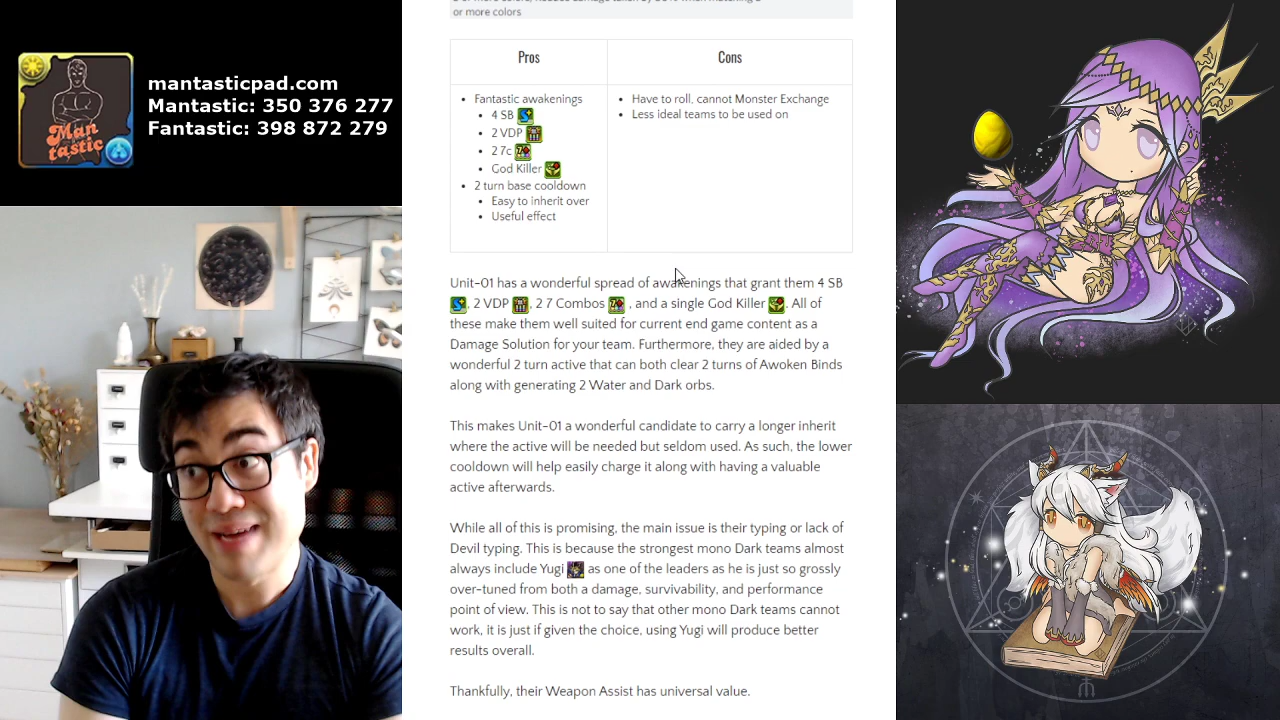 mantasticpad.com
Mantastic: 350 376 277
Fantastic: 398 872 279
Man
tastic
or more colors
Pros
Cons
Fantastic awakenings
4 SB
2 VDP
2 7c
God Killer
2 turn base cooldown
Easy to inherit over
Useful effect
Have to roll, cannot Monster Exchange
Less ideal teams to be used on
Unit-01 has a wonderful spread of awakenings that grant them 4 SB
, 2 VDP , 2 7 Combos , and a single God Killer . All of
these make them well suited for current end game content as a
Damage Solution for your team. Furthermore, they are aided by a
wonderful 2 turn active that can both clear 2 turns of Awoken Binds
along with generating 2 Water and Dark orbs.
This makes Unit-01 a wonderful candidate to carry a longer inherit
where the active will be needed but seldom used. As such, the lower
cooldown will help easily charge it along with having a valuable
active afterwards.
While all of this is promising, the main issue is their typing or lack of
Devil typing. This is because the strongest mono Dark teams almost
always include Yugi as one of the leaders as he is just so grossly
over-tuned from both a damage, survivability, and performance
point of view. This is not to say that other mono Dark teams cannot
work, it is just if given the choice, using Yugi will produce better
results overall.
Thankfully, their Weapon Assist has universal value.